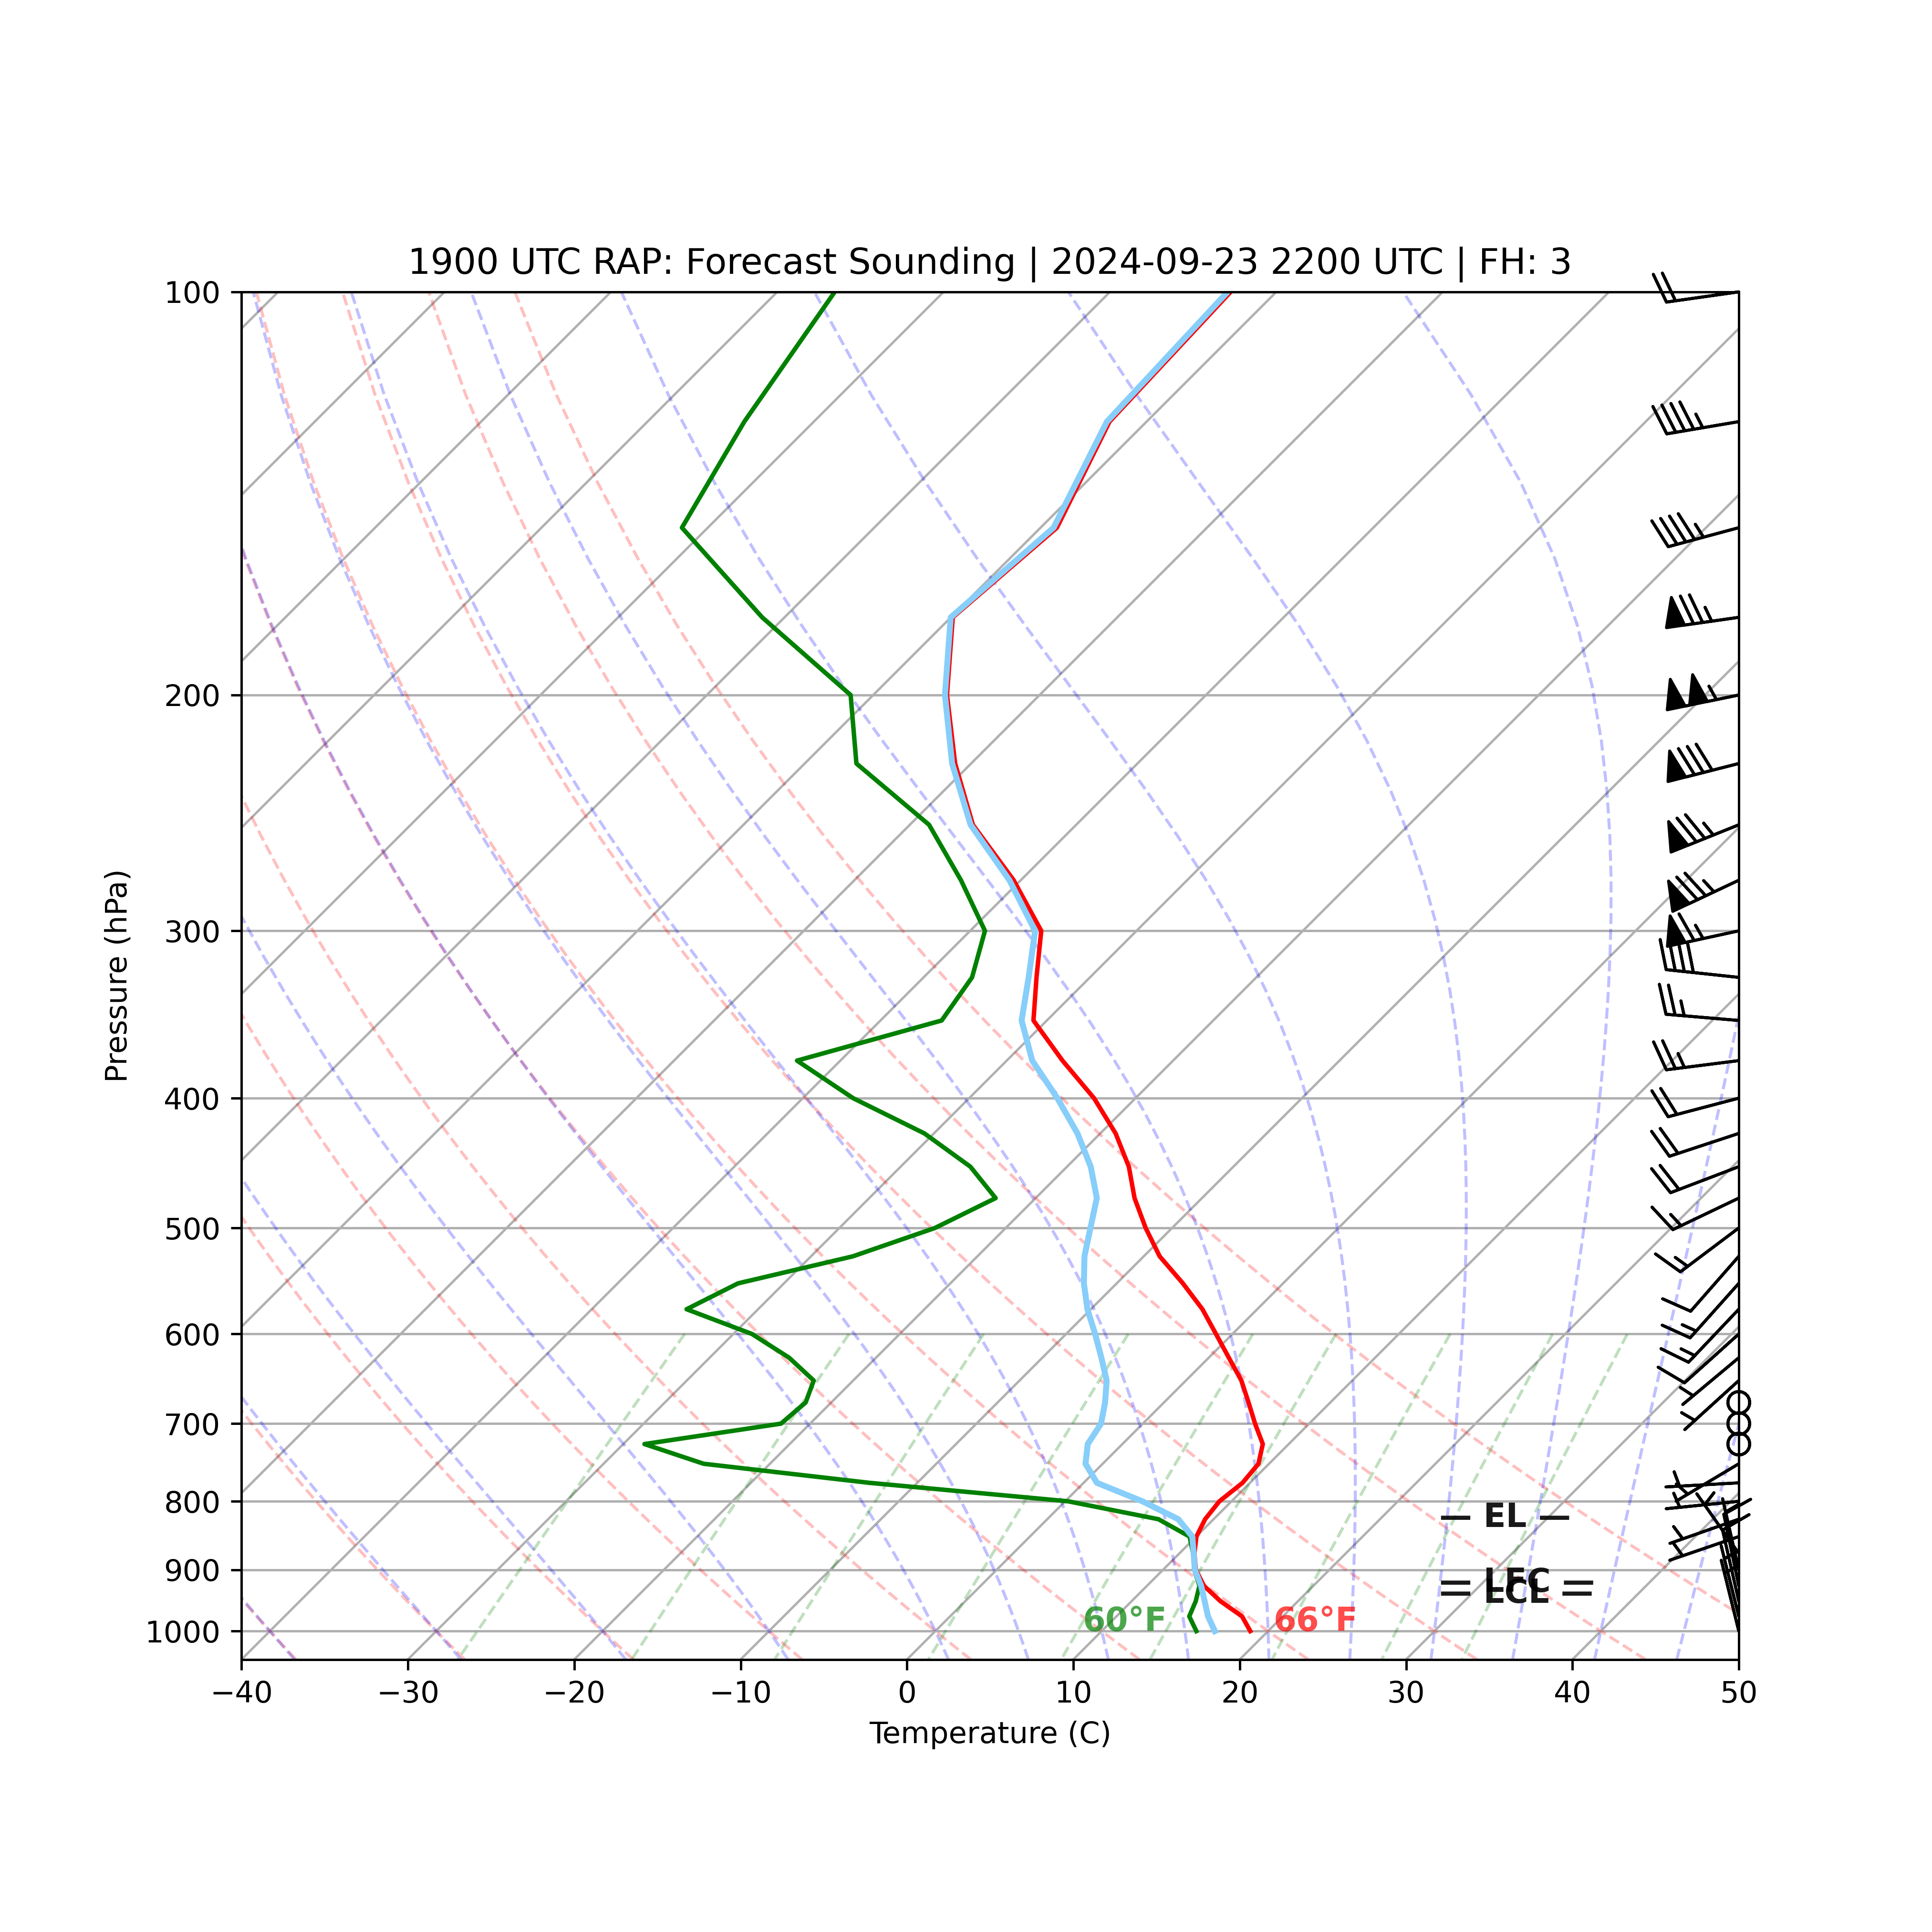 1900 UTC RAP: Forecast Sounding | 2024-09-23 2200 UTC | FH: 3
100
200
300
400
500
600
700
800
900
1000
Pressure (hPa)
— EL —
— LFC —
— LCL —
60°F
66°F
−40 −30 −20 −10 0 10 20 30 40 50
Temperature (C)